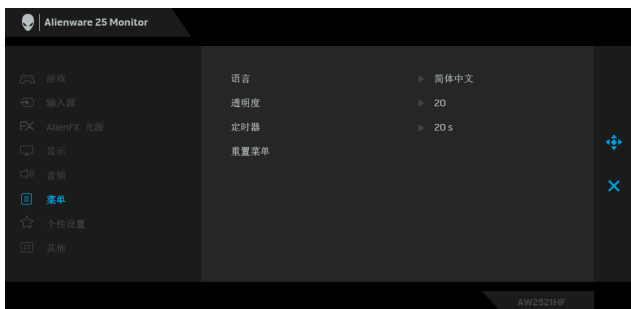 Alienware 25 Monitor
游戏
语言 简体中文
输入源
透明度 20
AlienFX 光源
定时器 20 s
显示
重置菜单
音频
菜单
个性设置
其他
AW2521HF